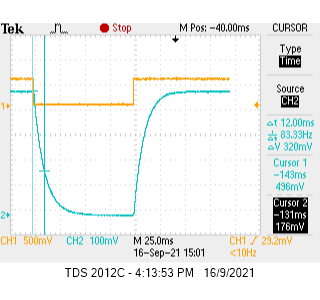 Tek Stop M Pos: -40.00ms CURSOR
Type
Time
Source
CH2
Δt 12.00ms
1/Δt 83.33Hz
ΔV 320mV
1
Cursor 1
-143ms
496mV
Cursor 2
-131ms
176mV
2
CH1 500mV CH2 100mV M 25.0ms CH1 / 29.2mV
16-Sep-21 15:01 <10Hz
TDS 2012C - 4:13:53 PM 16/9/2021